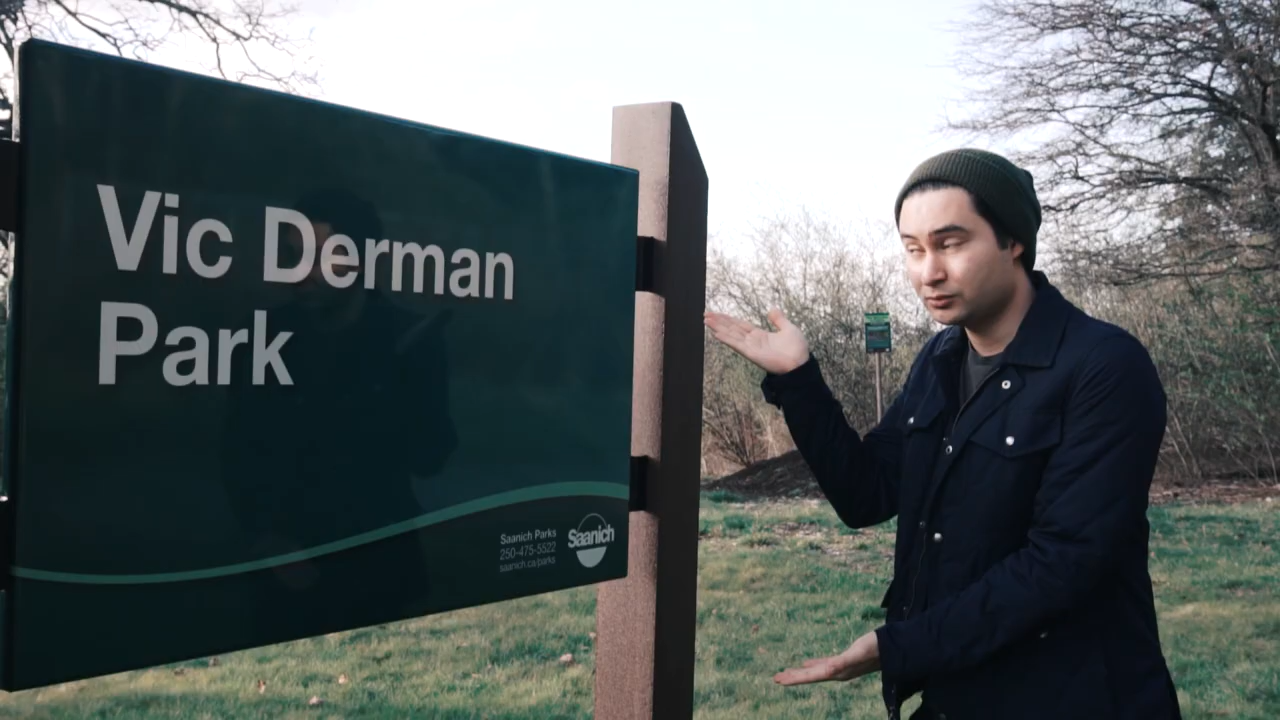 Vic Derman
Park
Saanich Parks
250-475-5522
saanich.ca/parks
Saanich